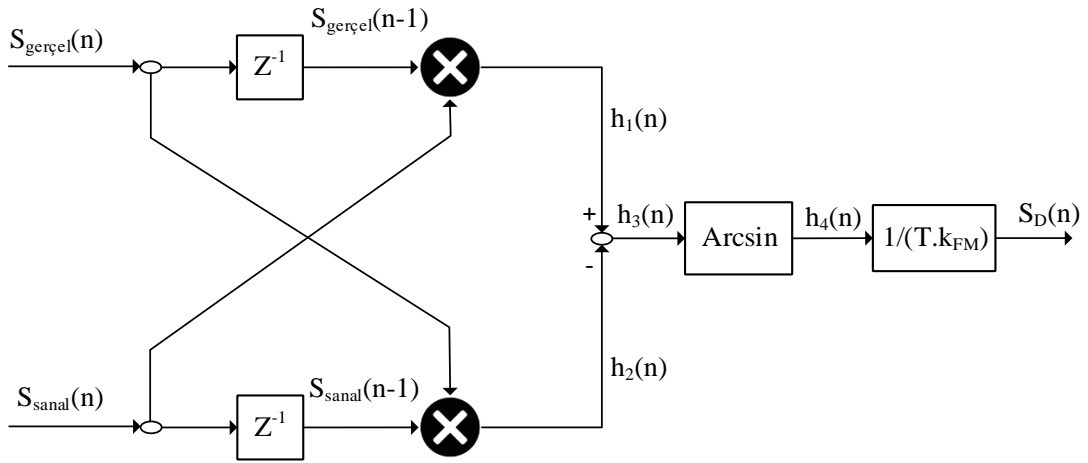 S_gerçel(n)
Z^-1
S_gerçel(n-1)
h_1(n)
+
-
h_3(n)
Arcsin
h_4(n)
1/(T.k_FM)
S_D(n)
h_2(n)
S_sanal(n)
Z^-1
S_sanal(n-1)